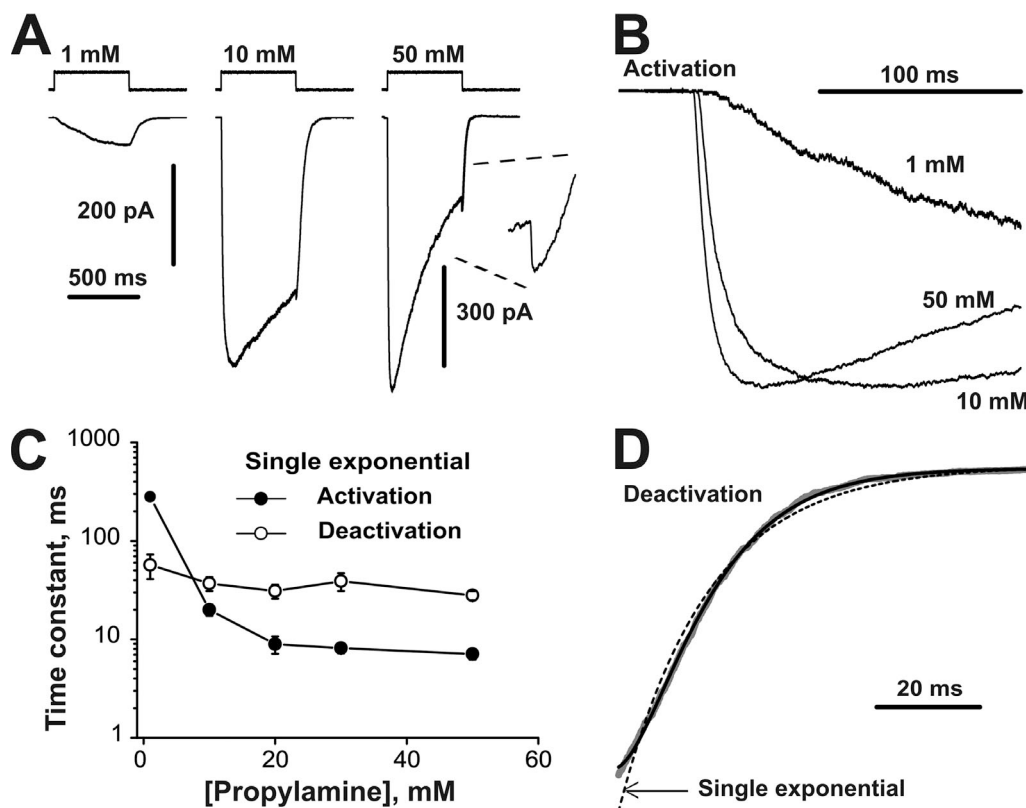 A
1 mM
10 mM
50 mM
200 pA
500 ms
300 pA
B
Activation
100 ms
1 mM
50 mM
10 mM
C
1000
100
10
1
Time constant, ms
Single exponential
Activation
Deactivation
0
20
40
60
[Propylamine], mM
D
Deactivation
20 ms
Single exponential